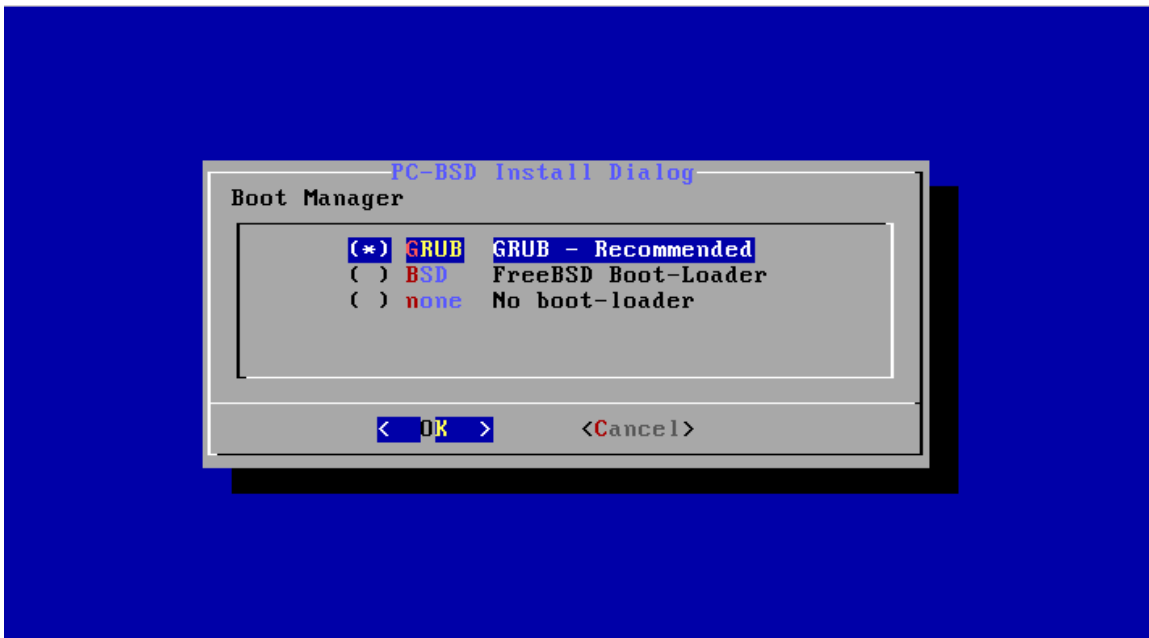 PC-BSD Install Dialog
Boot Manager
(*) GRUB GRUB - Recommended
( ) BSD FreeBSD Boot-Loader
( ) none No boot-loader
< OK > <Cancel>